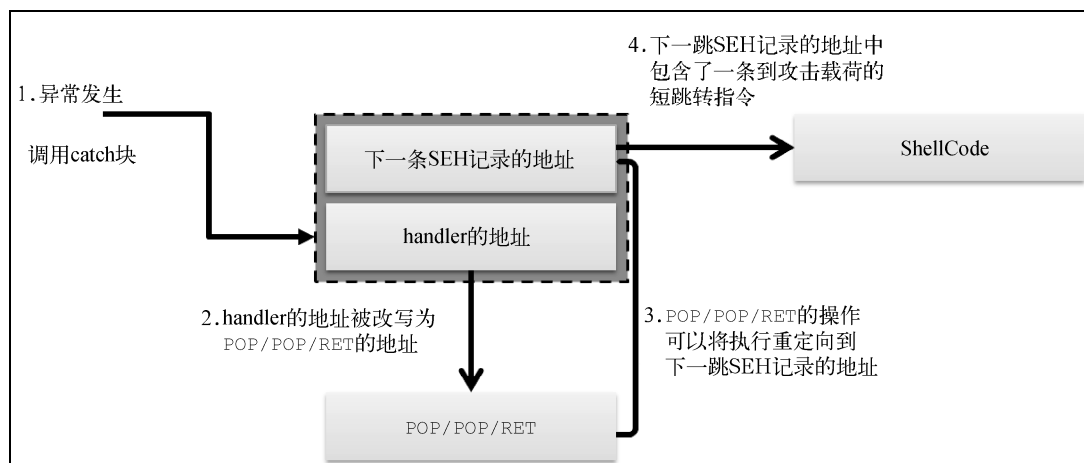 1.异常发生
调用catch块
下一条SEH记录的地址
handler的地址
2.handler的地址被改写为
POP/POP/RET的地址
POP/POP/RET
3.POP/POP/RET的操作
可以将执行重定向到
下一跳SEH记录的地址
4.下一跳SEH记录的地址中
包含了一条到攻击载荷的
短跳转指令
ShellCode